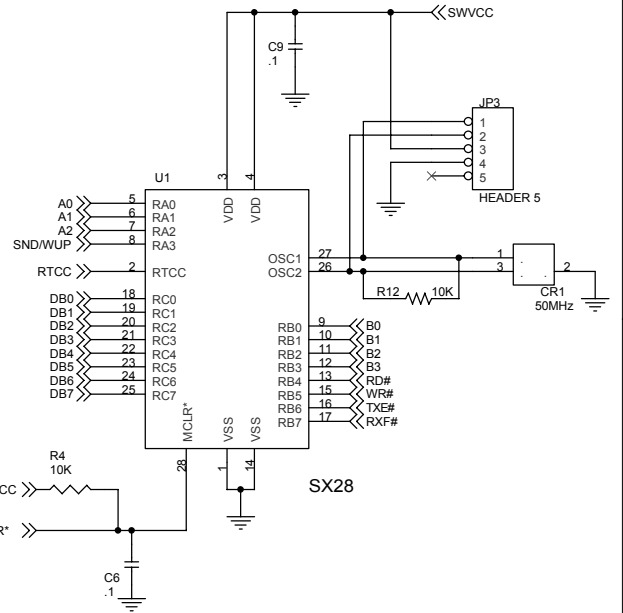 SWVCC
C9
.1
JP3
1
2
3
4
5
HEADER 5
U1
3
4
VDD
VDD
A0 5 RA0
A1 6 RA1
A2 7 RA2
SND/WUP 8 RA3
RTCC 2 RTCC
OSC1 27
OSC2 26
1
3
2
. 
. .
CR1
50MHz
R12 10K
DB0 18 RC0
DB1 19 RC1
DB2 20 RC2
DB3 21 RC3
DB4 22 RC4
DB5 23 RC5
DB6 24 RC6
DB7 25 RC7
RB0 9 B0
RB1 10 B1
RB2 11 B2
RB3 12 B3
RB4 13 RD#
RB5 15 WR#
RB6 16 TXE#
RB7 17 RXF#
MCLR*
VSS
VSS
28
1
14
SX28
R4
10K
CC
R*
C6
.1